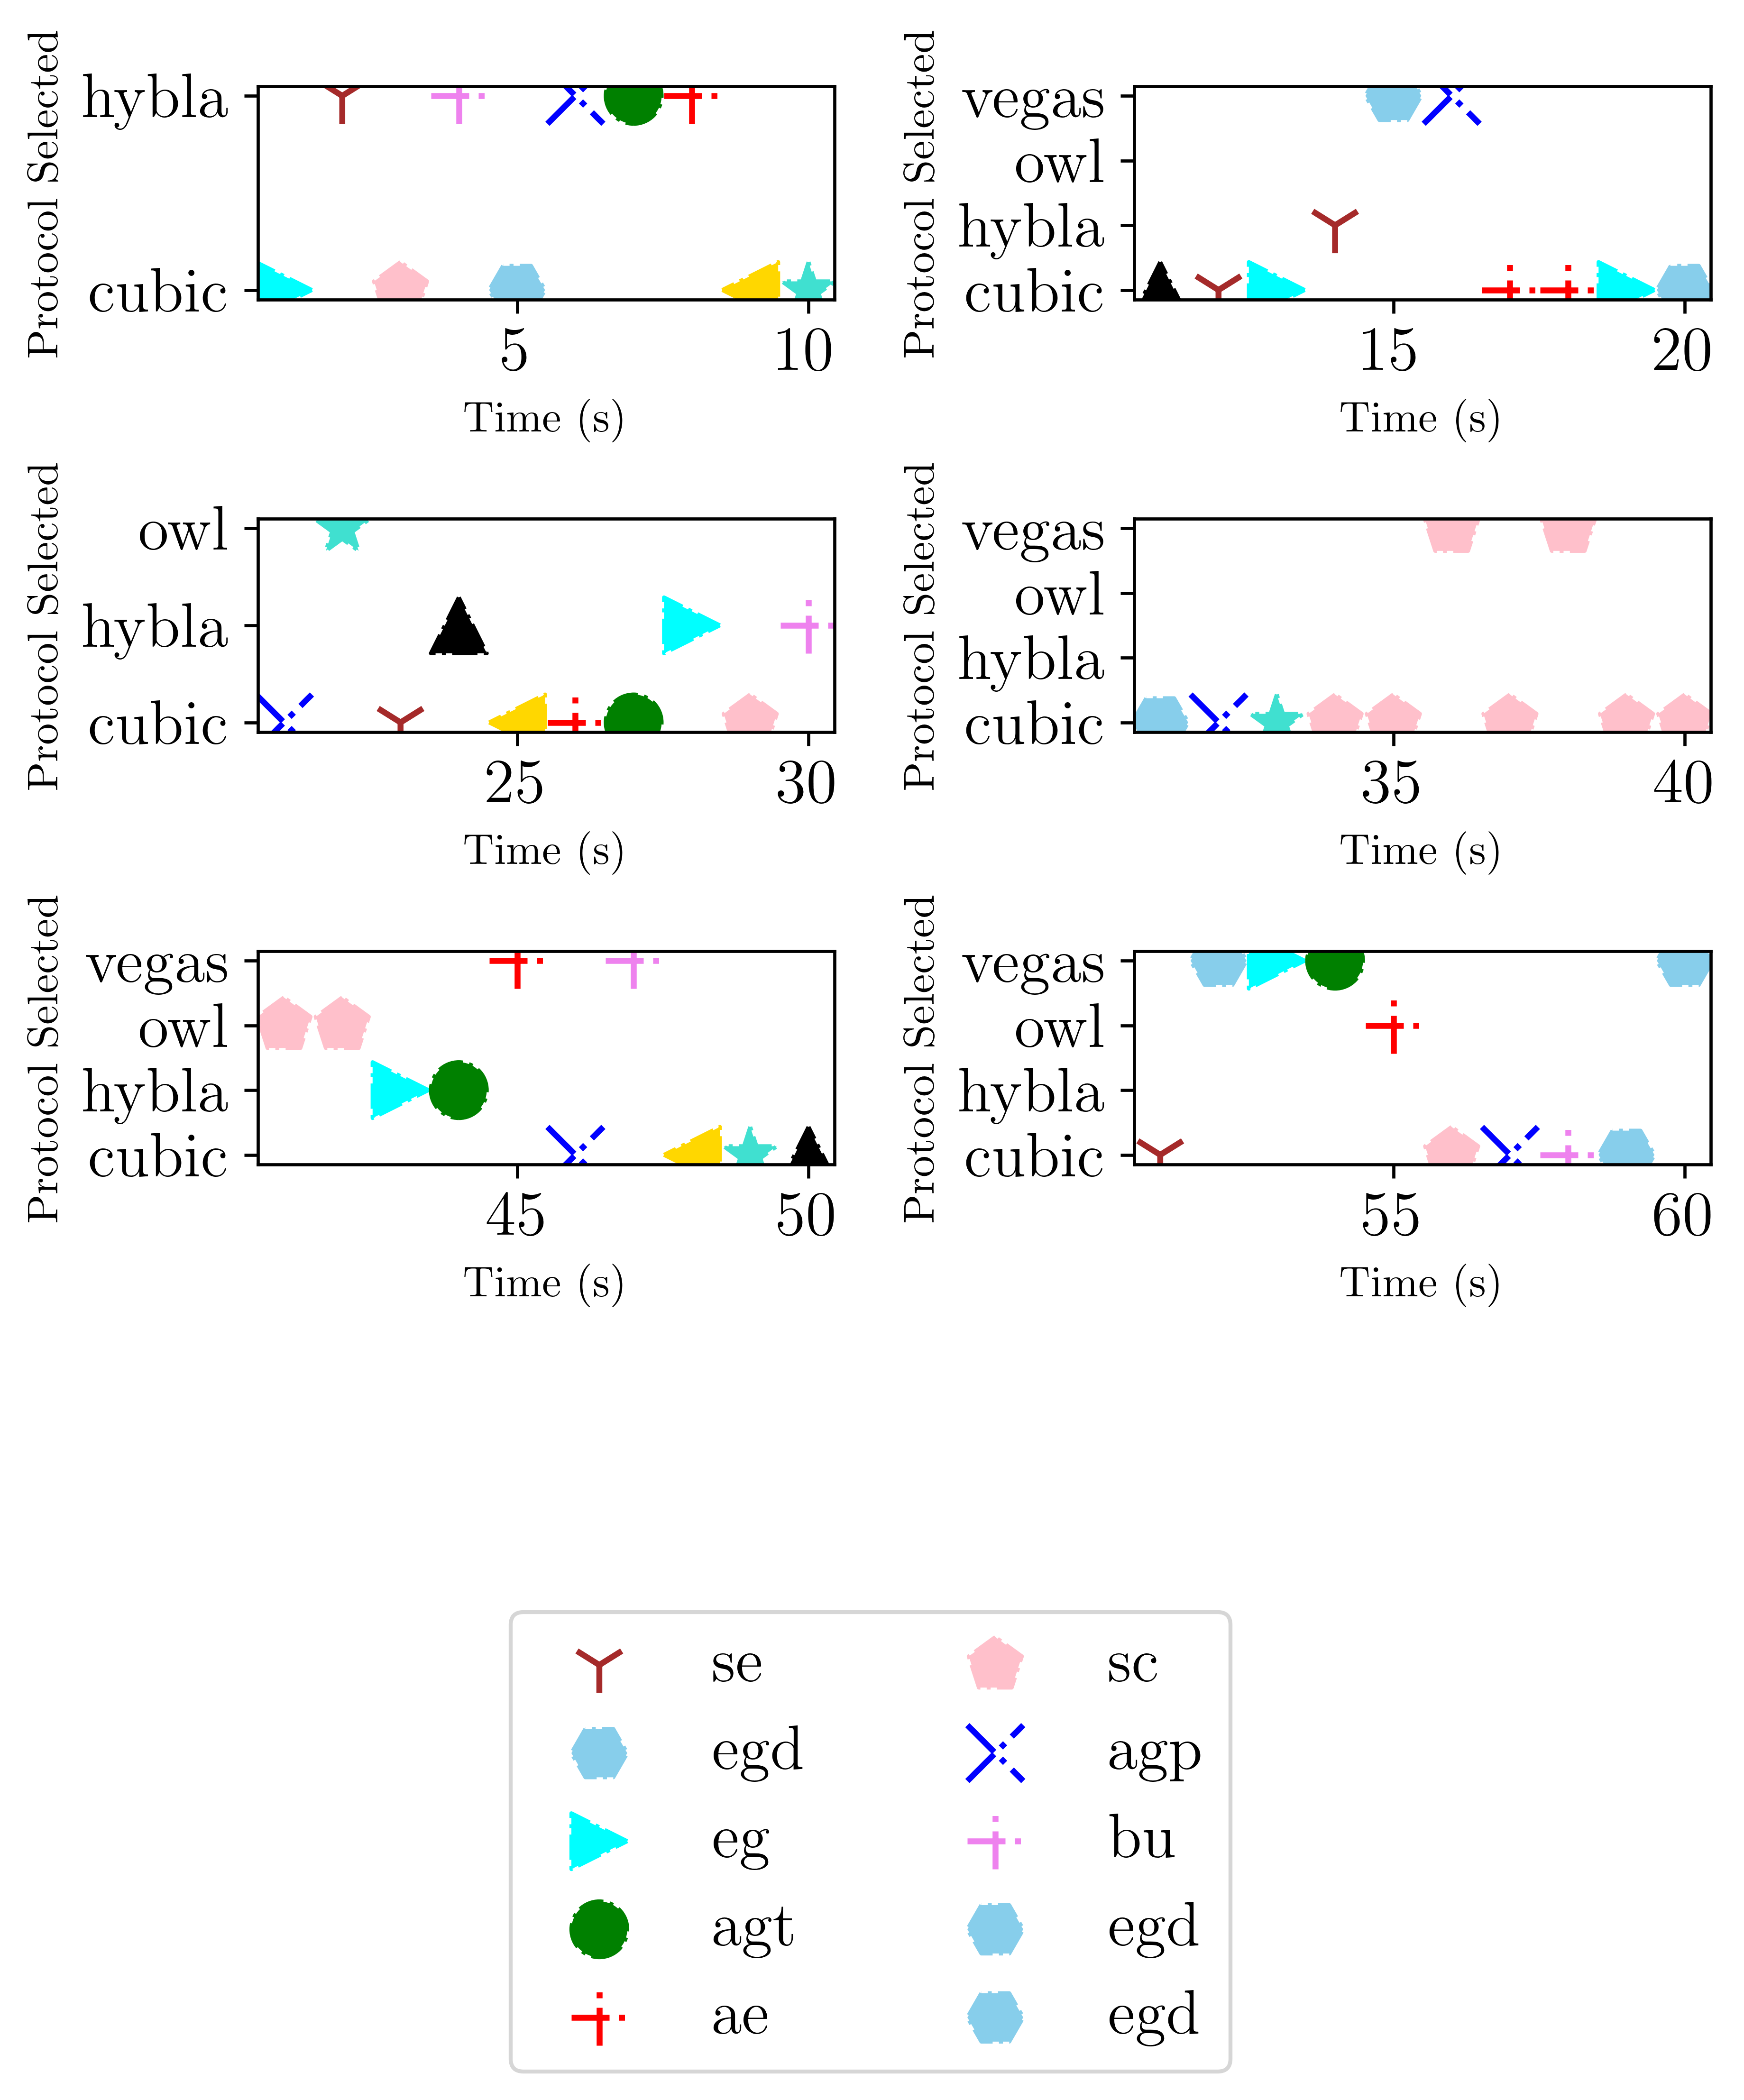 Protocol Selected
hybla
cubic
5 10
Time (s)
Protocol Selected
vegas
owl
hybla
cubic
15 20
Time (s)
Protocol Selected
owl
hybla
cubic
25 30
Time (s)
Protocol Selected
vegas
owl
hybla
cubic
35 40
Time (s)
Protocol Selected
vegas
owl
hybla
cubic
45 50
Time (s)
Protocol Selected
vegas
owl
hybla
cubic
55 60
Time (s)
se
egd
eg
agt
ae
sc
agp
bu
egd
egd